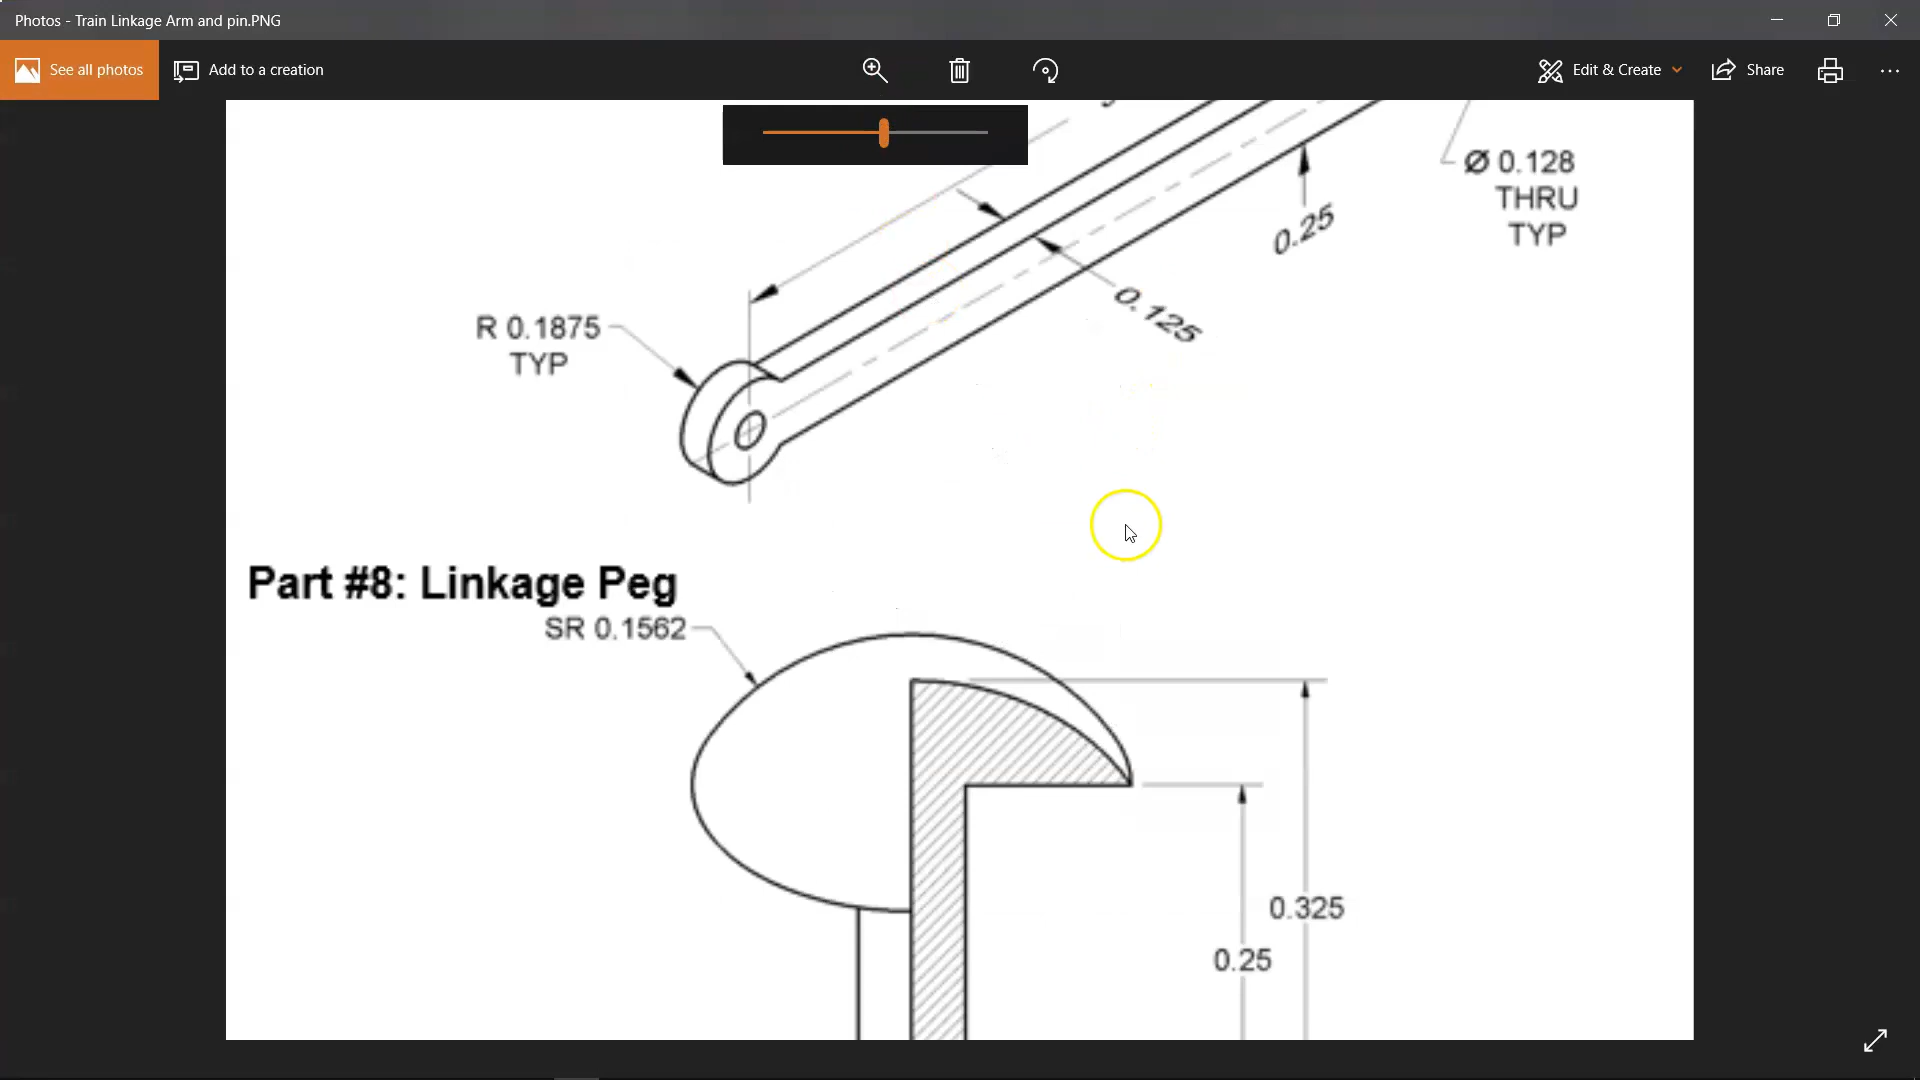 Photos - Train Linkage Arm and pin.PNG
See all photos
Add to a creation
Edit & Create
Share
Ø 0.128
THRU
TYP
0.25
0.125
R 0.1875
TYP
Part #8: Linkage Peg
SR 0.1562
0.325
0.25